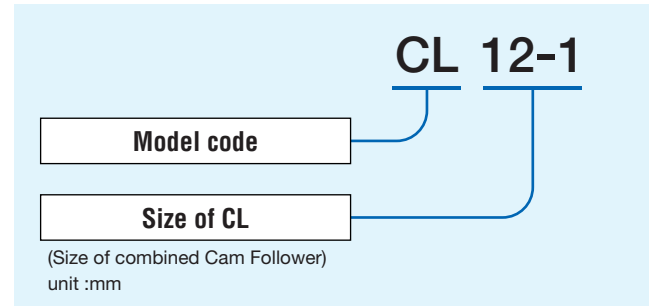 CL 12-1
Model code
Size of CL
(Size of combined Cam Follower)
unit :mm